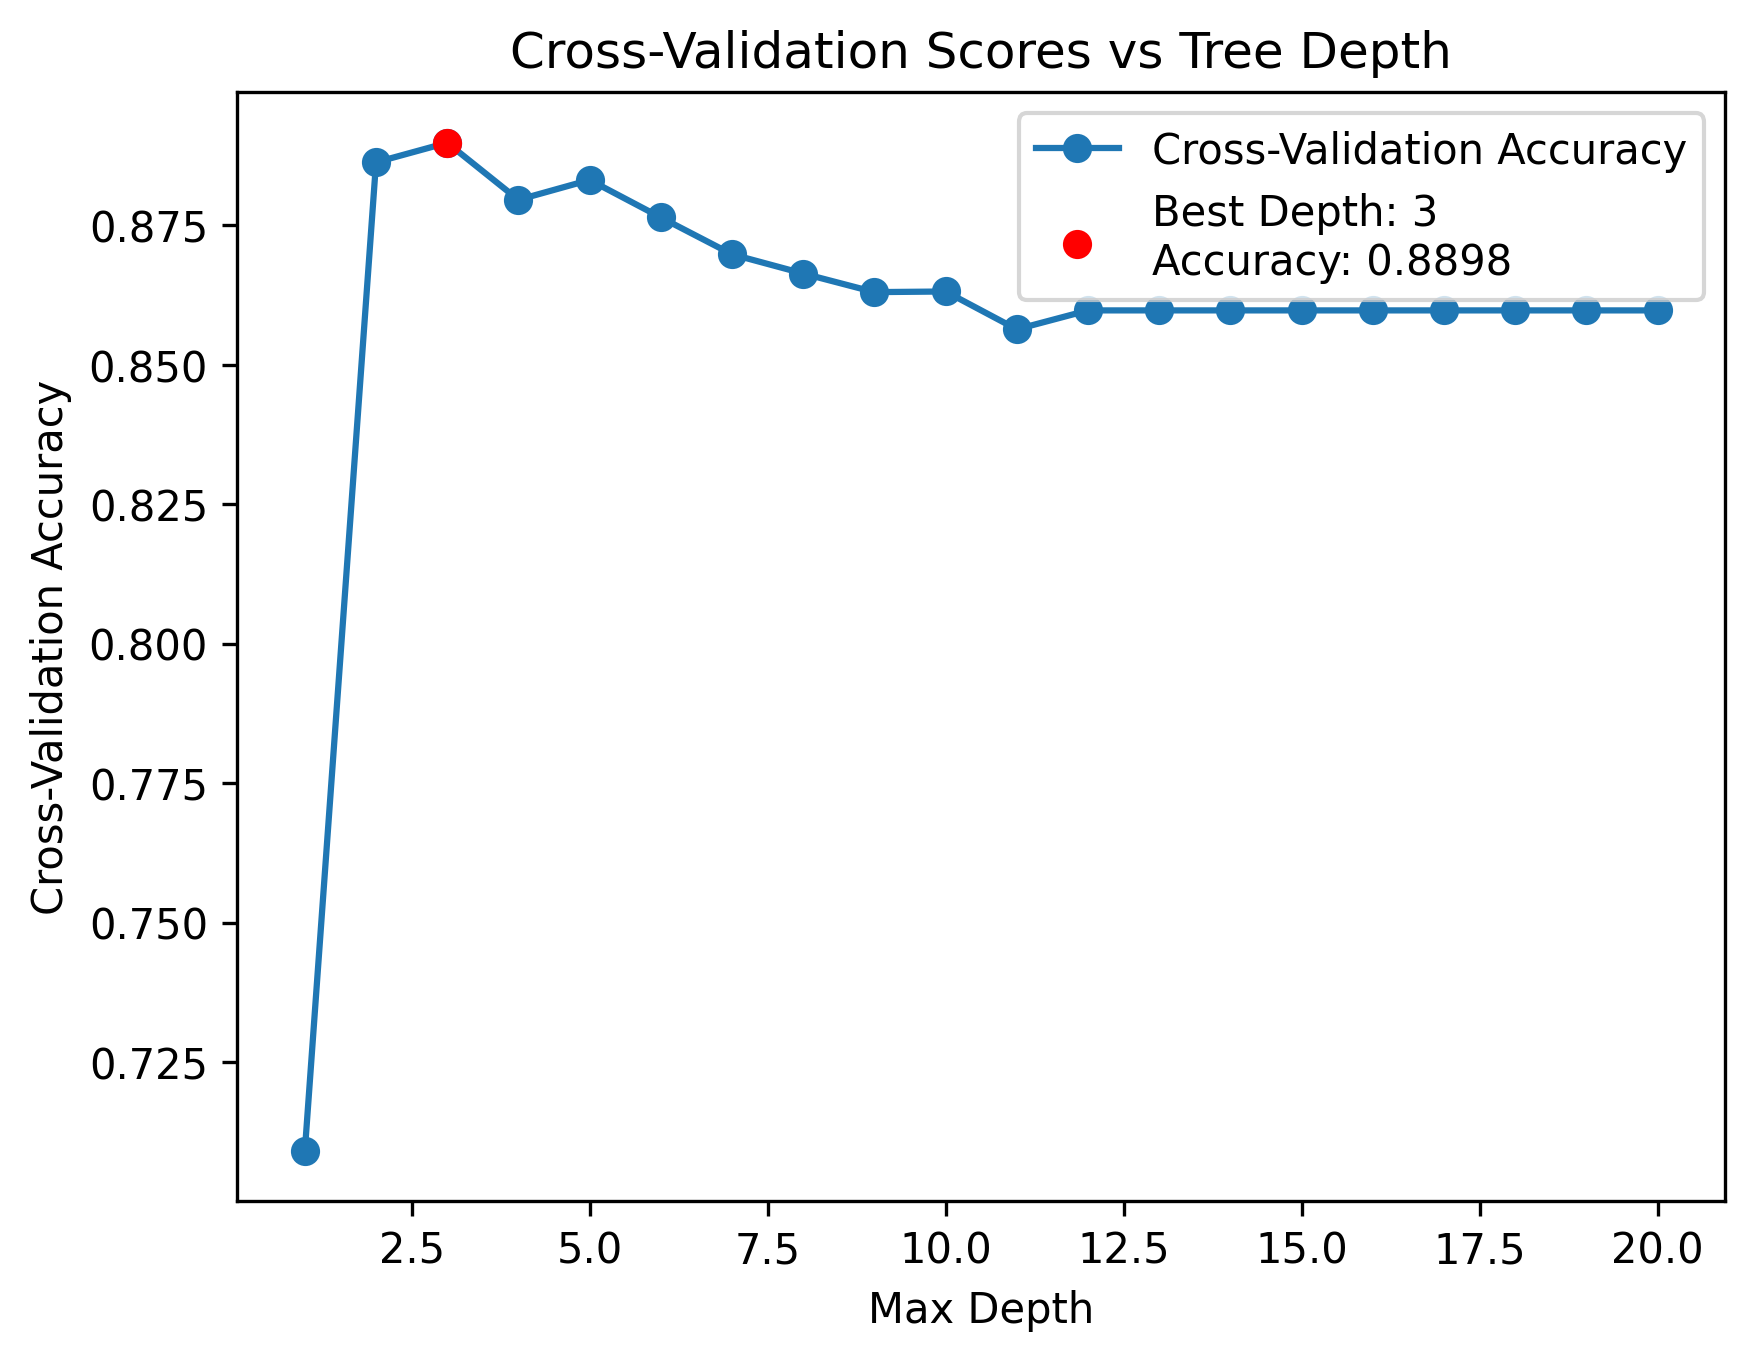 Cross-Validation Scores vs Tree Depth
Cross-Validation Accuracy
Best Depth: 3
Accuracy: 0.8898
Cross-Validation Accuracy
0.875
0.850
0.825
0.800
0.775
0.750
0.725
2.5 5.0 7.5 10.0 12.5 15.0 17.5 20.0
Max Depth